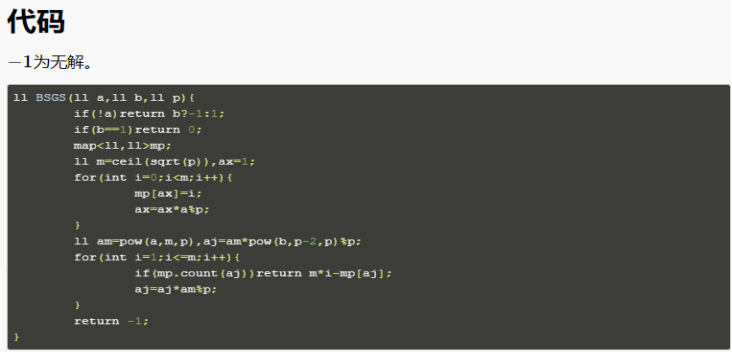 代码
−1为无解。
ll BSGS(ll a,ll b,ll p){
        if(!a)return b?-1:1;
        if(b==1)return 0;
        map<ll,ll>mp;
        ll m=ceil(sqrt(p)),ax=1;
        for(int i=0;i<m;i++){
                mp[ax]=i;
                ax=ax*a%p;
        }
        ll am=pow(a,m,p),aj=am*pow(b,p-2,p)%p;
        for(int i=1;i<=m;i++){
                if(mp.count(aj))return m*i-mp[aj];
                aj=aj*am%p;
        }
        return -1;
}